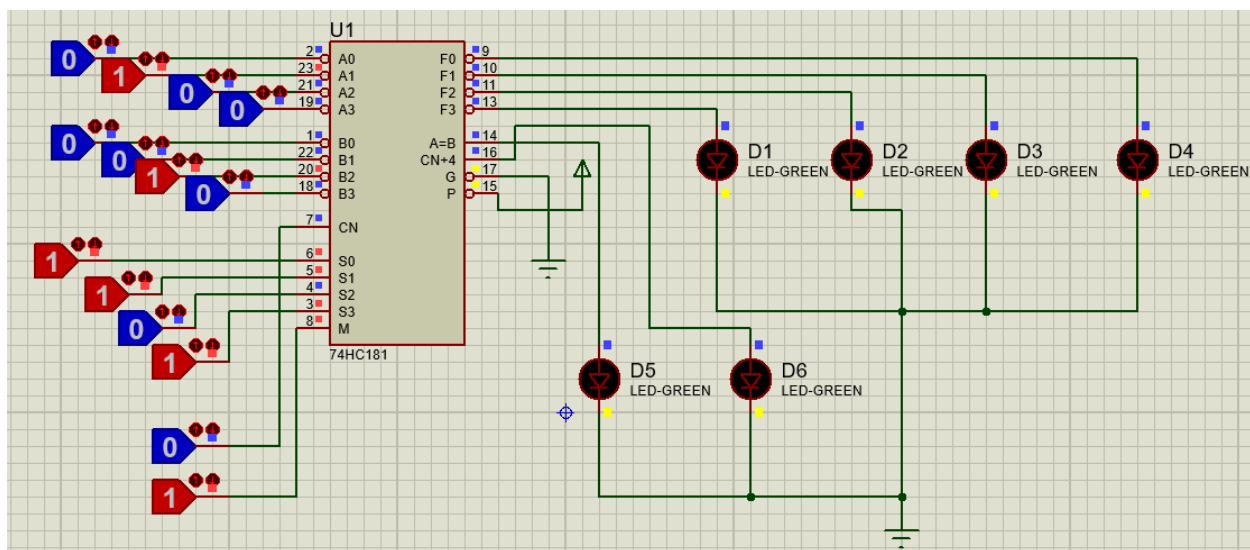 U1
0 2 A0 F0 9
1 23 A1 F1 10
0 21 A2 F2 11
0 19 A3 F3 13
0 1 B0 A=B 14
0 22 B1 CN+4 16
1 20 B2 G 17
0 18 B3 P 15
7 CN
1 6 S0
1 5 S1
0 4 S2
1 3 S3
8 M
74HC181
0
1
D1
LED-GREEN
D2
LED-GREEN
D3
LED-GREEN
D4
LED-GREEN
D5
LED-GREEN
D6
LED-GREEN